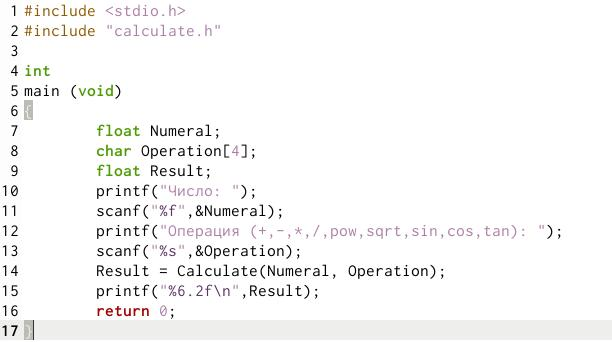 1 #include <stdio.h>
2 #include "calculate.h"
3
4 int
5 main (void)
6 {
7 float Numeral;
8 char Operation[4];
9 float Result;
10 printf("Число: ");
11 scanf("%f",&Numeral);
12 printf("Операция (+,-,*,/,pow,sqrt,sin,cos,tan): ");
13 scanf("%s",&Operation);
14 Result = Calculate(Numeral, Operation);
15 printf("%6.2f\n",Result);
16 return 0;
17 }